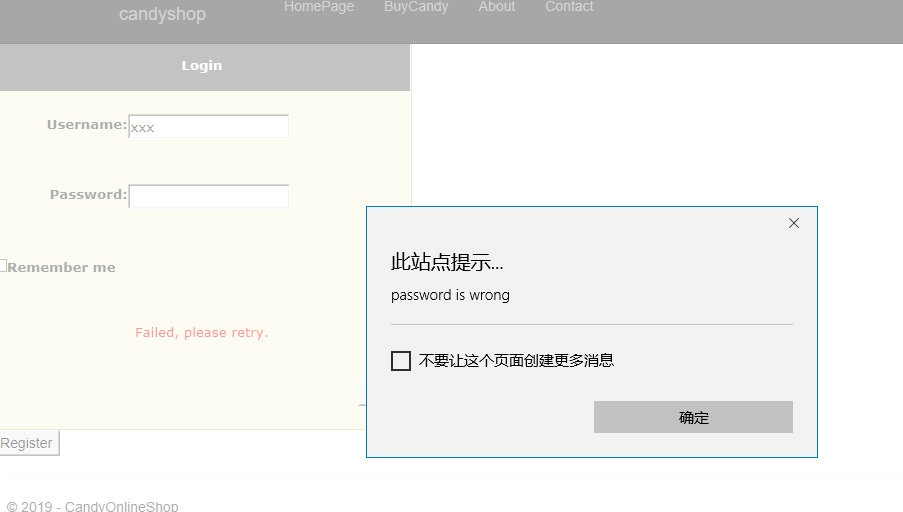 candyshop HomePage BuyCandy About Contact
Login
Username: xxx
Password:
Remember me
Failed, please retry.
Register
此站点提示...
password is wrong
不要让这个页面创建更多消息
确定
© 2019 - CandyOnlineShop